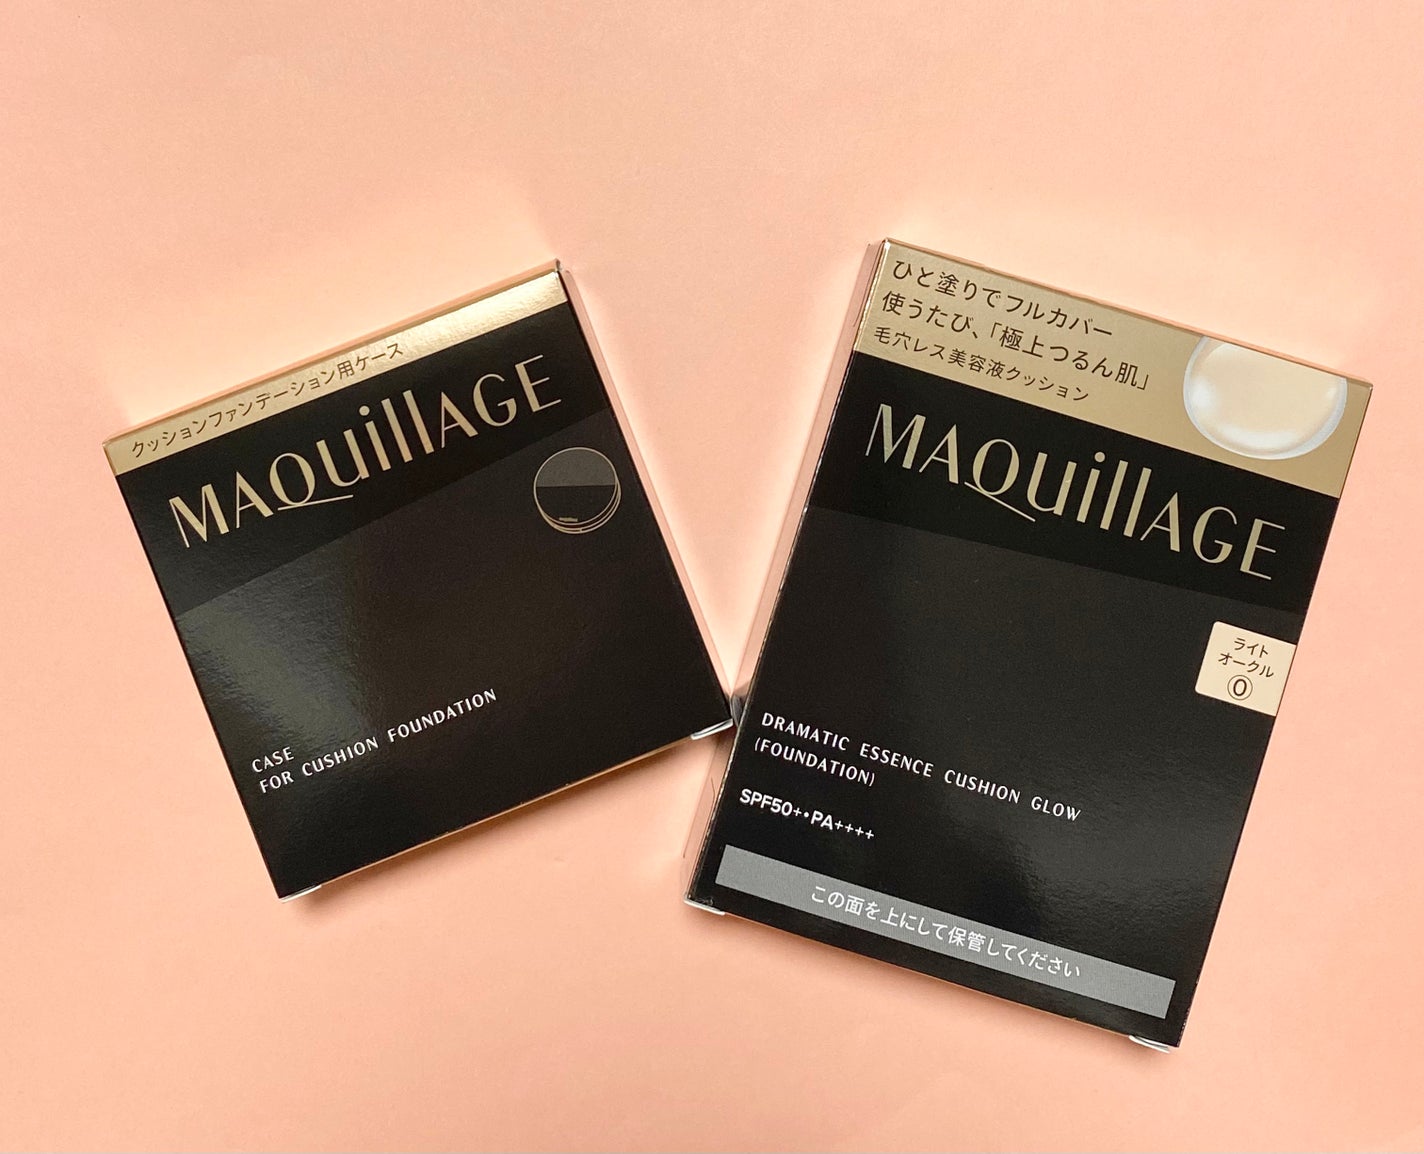 クッションファンデーション用ケース
MAQuillAGE
CASE
FOR CUSHION FOUNDATION
ひと塗りでフルカバー
使うたび、「極上つるん肌」
毛穴レス美容液クッション
MAQuillAGE
ライト
オークル
⓪
DRAMATIC ESSENCE CUSHION GLOW
(FOUNDATION)
SPF50+・PA++++
この面を上にして保管してください